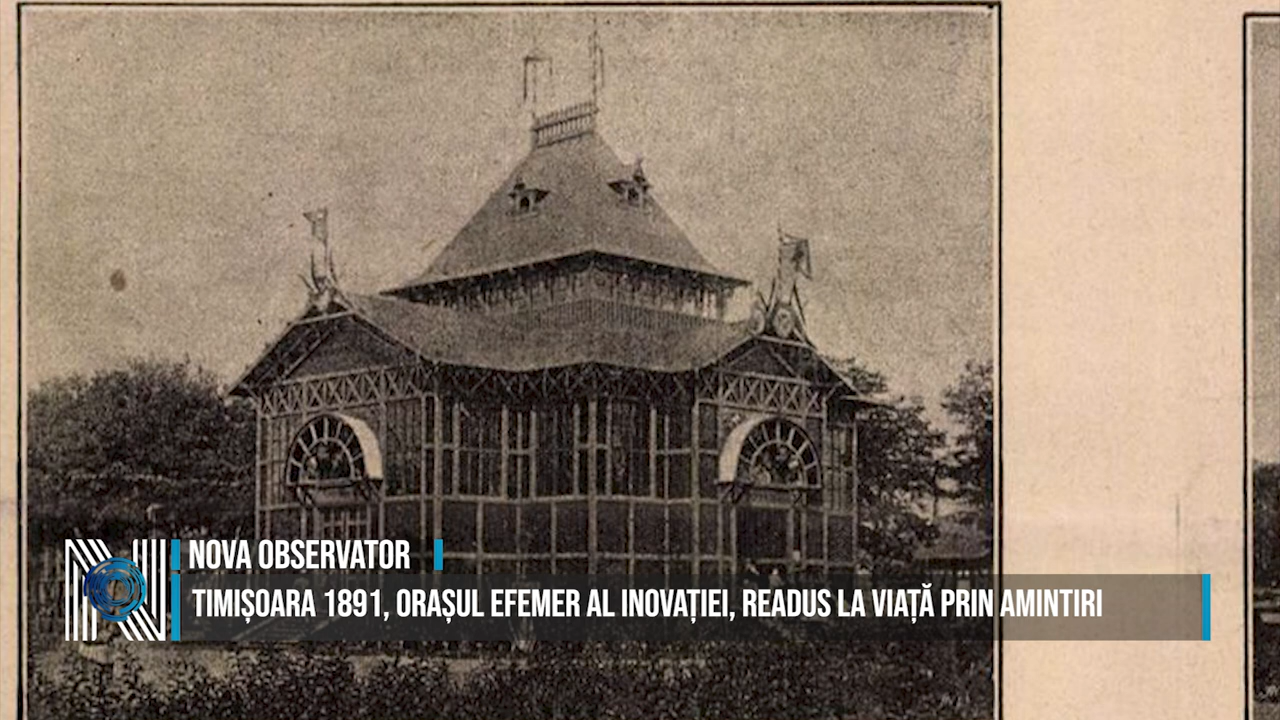 NOVA OBSERVATOR
TIMIȘOARA 1891, ORAȘUL EFEMER AL INOVAȚIEI, READUS LA VIAȚĂ PRIN AMINTIRI